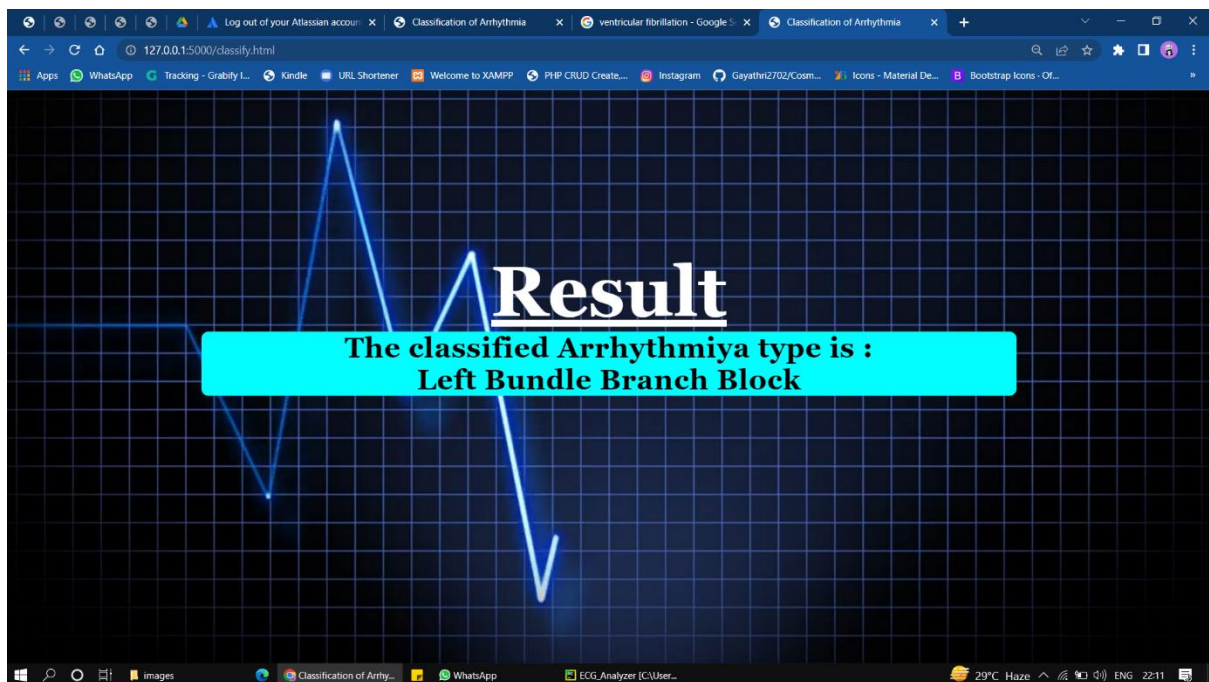 Log out of your Atlassian accoun
Classification of Arrhythmia
ventricular fibrillation - Google S
Classification of Arrhythmia
127.0.0.1:5000/classify.html
Apps
WhatsApp
Tracking - Grabify I...
Kindle
URL Shortener
Welcome to XAMPP
PHP CRUD Create,...
Instagram
Gayathri2702/Cosm...
Icons - Material De...
Bootstrap Icons · Of...
Result
The classified Arrhythmiya type is :
Left Bundle Branch Block
images
Classification of Arrhy...
WhatsApp
ECG_Analyzer [C:\User...
29°C Haze
ENG
22:11